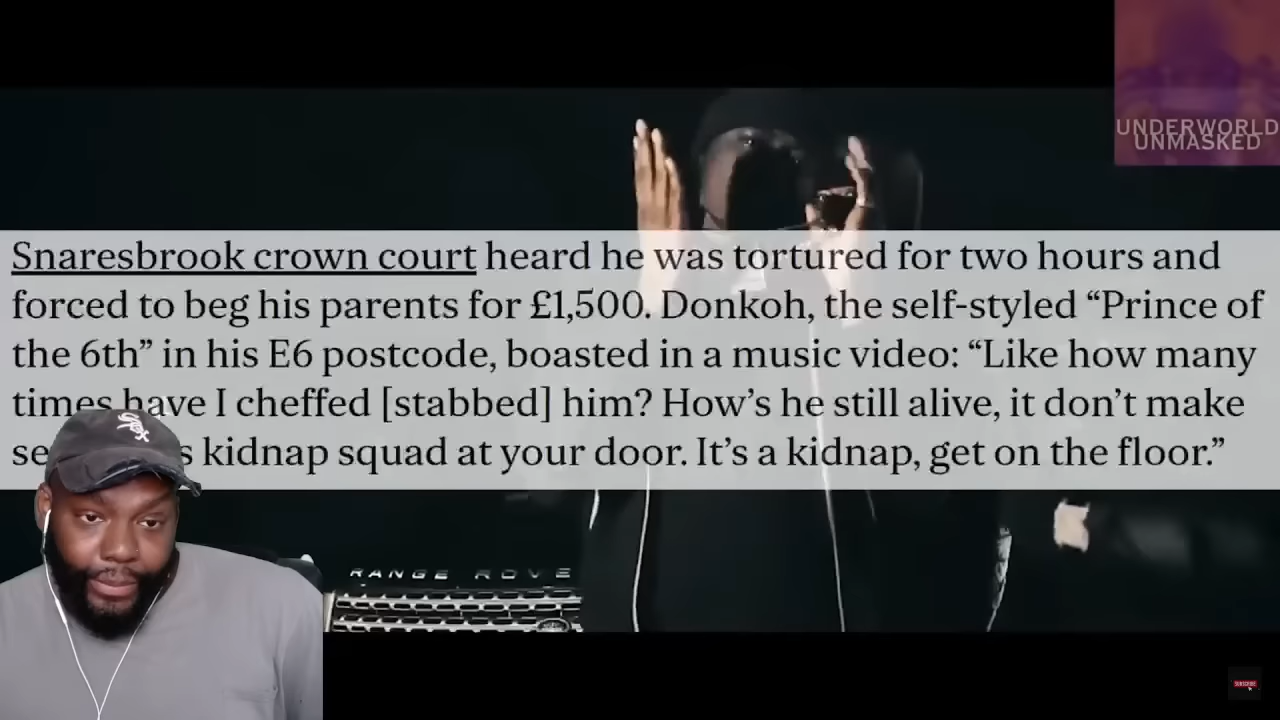 UNDERWORLD
UNMASKED
Snaresbrook crown court heard he was tortured for two hours and
forced to beg his parents for £1,500. Donkoh, the self-styled “Prince of
the 6th” in his E6 postcode, boasted in a music video: “Like how many
times have I cheffed [stabbed] him? How’s he still alive, it don’t make
kidnap squad at your door. It’s a kidnap, get on the floor.”
RANGE ROVE
SUBSCRIBE